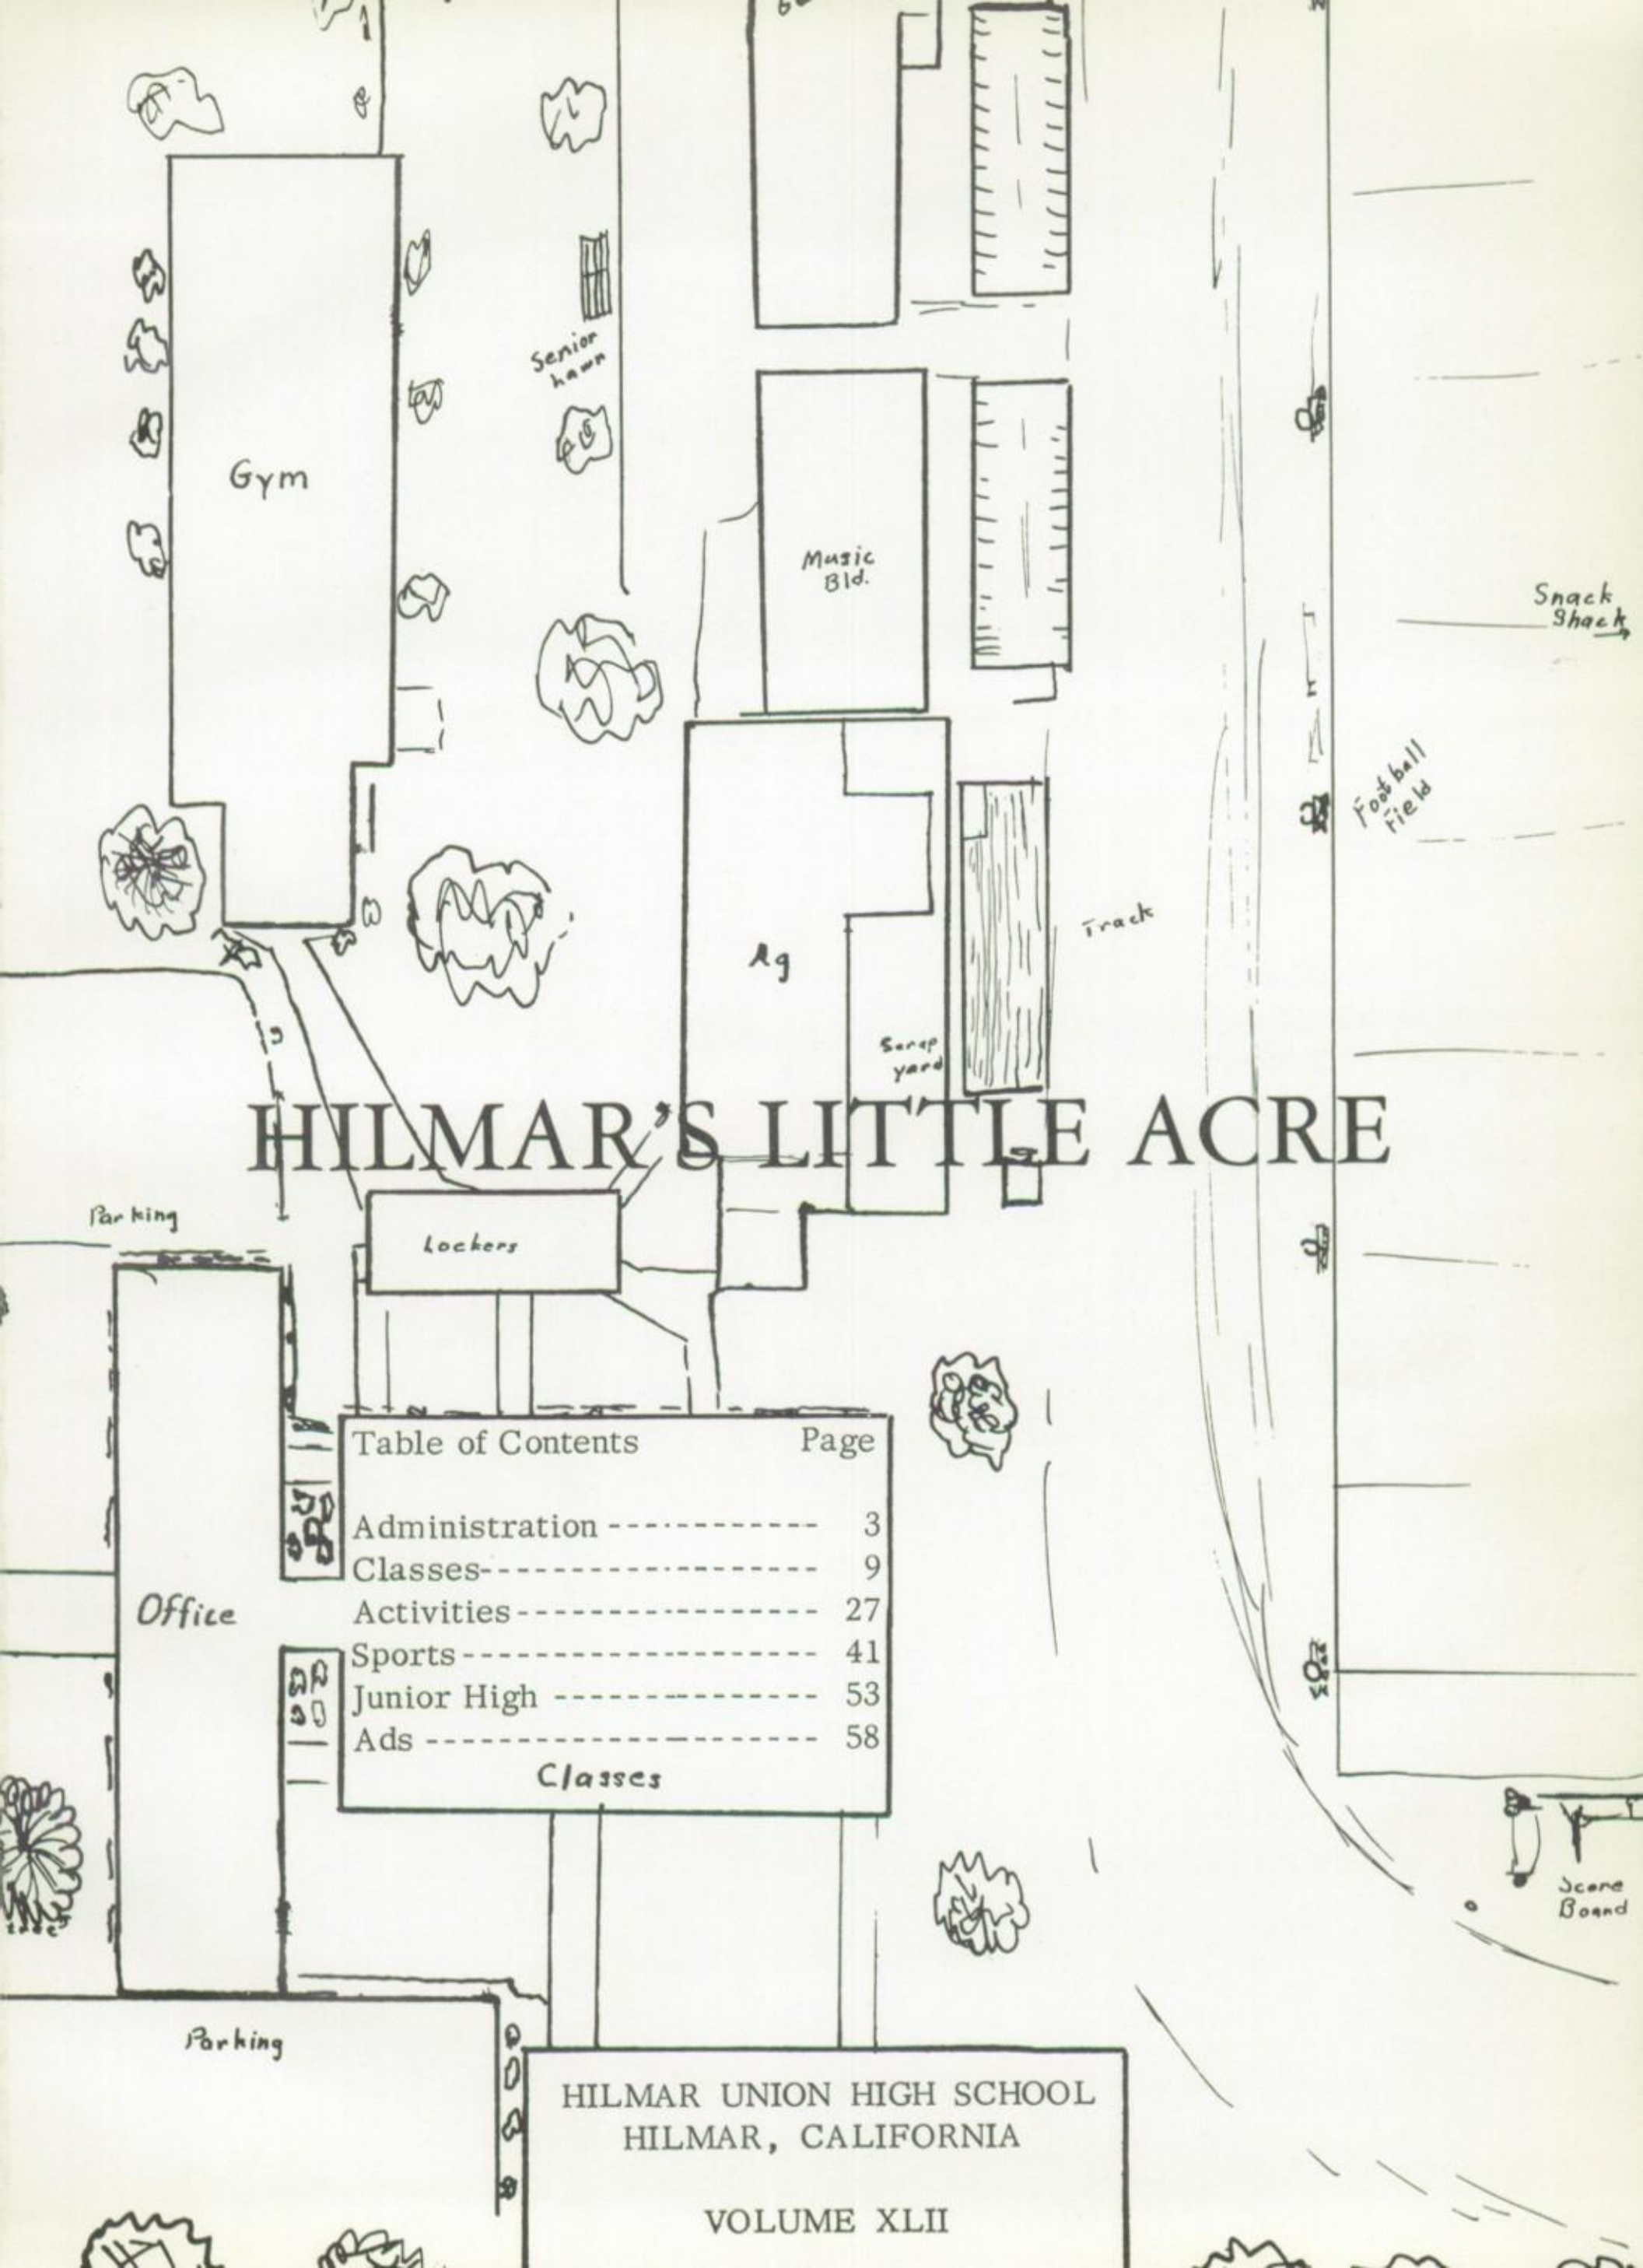 Senior
Lawn
Gym
Music
Bld.
Snack
Shack
Football
Field
Track
Ag
Scrap
yard
HILMAR'S LITTLE ACRE
Parking
Lockers
Table of Contents Page
Administration ------------- 3
Classes-------------------- 9
Activities ------------------ 27
Sports --------------------- 41
Junior High ---------------- 53
Ads ----------------------- 58
Classes
Office
Score
Board
Parking
HILMAR UNION HIGH SCHOOL
HILMAR, CALIFORNIA
VOLUME XLII